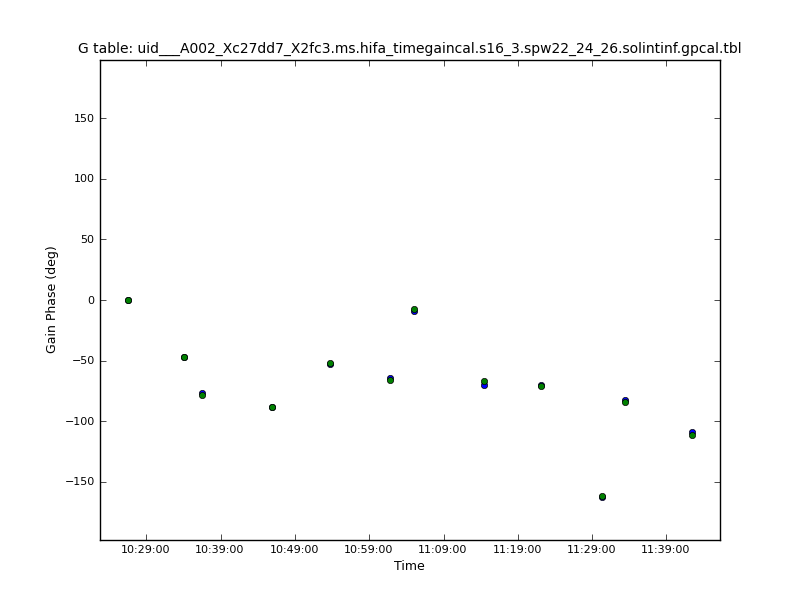 G table: uid___A002_Xc27dd7_X2fc3.ms.hifa_timegaincal.s16_3.spw22_24_26.solintinf.gpcal.tbl
150
100
50
0
−50
−100
−150
Gain Phase (deg)
10:29:00 10:39:00 10:49:00 10:59:00 11:09:00 11:19:00 11:29:00 11:39:00
Time